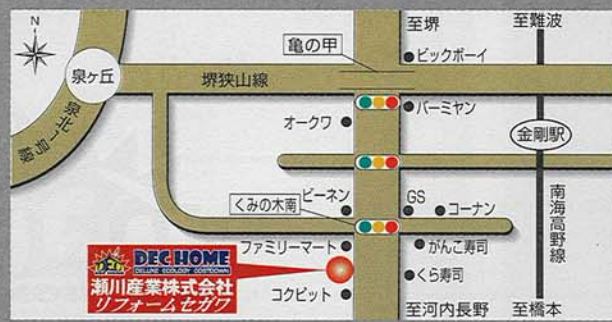 N
至堺
至難波
亀の甲
ビックボーイ
泉ヶ丘
堺狭山線
泉北1号線
オークワ
バーミヤン
金剛駅
ビーネン
GS
コーナン
くみの木南
南海高野線
ファミリーマート
がんこ寿司
DEC HOME
DELUXE ECOLOGY COSTDOWN
瀬川産業株式会社
リフォームセガワ
くら寿司
コクピット
至河内長野
至橋本